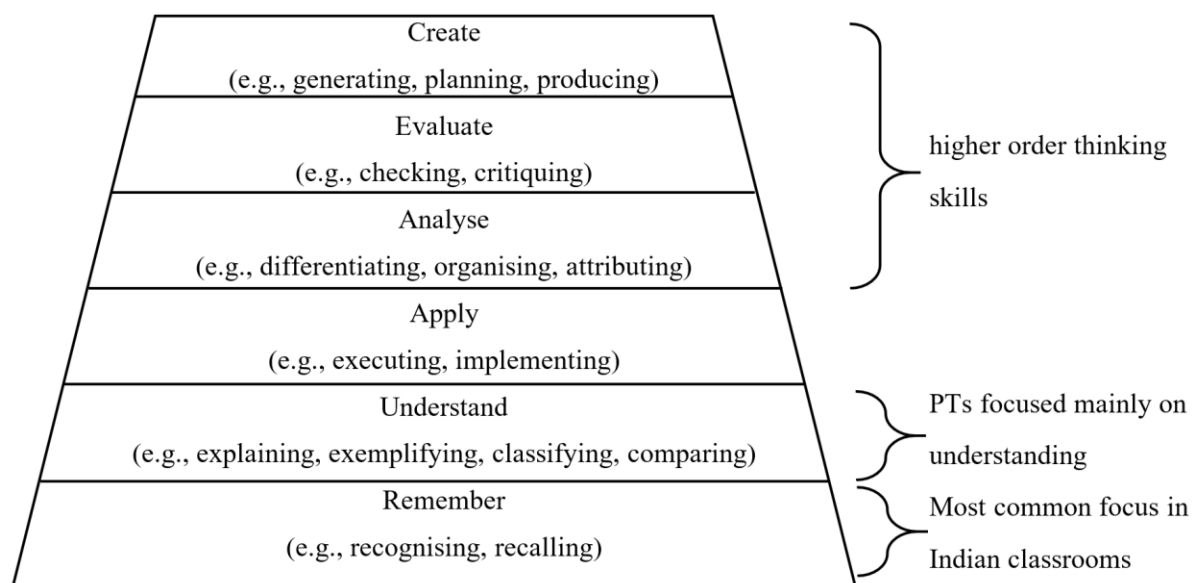 Create
(e.g., generating, planning, producing)
Evaluate
(e.g., checking, critiquing)
Analyse
(e.g., differentiating, organising, attributing)
Apply
(e.g., executing, implementing)
Understand
(e.g., explaining, exemplifying, classifying, comparing)
Remember
(e.g., recognising, recalling)
higher order thinking
skills
PTs focused mainly on
understanding
Most common focus in
Indian classrooms